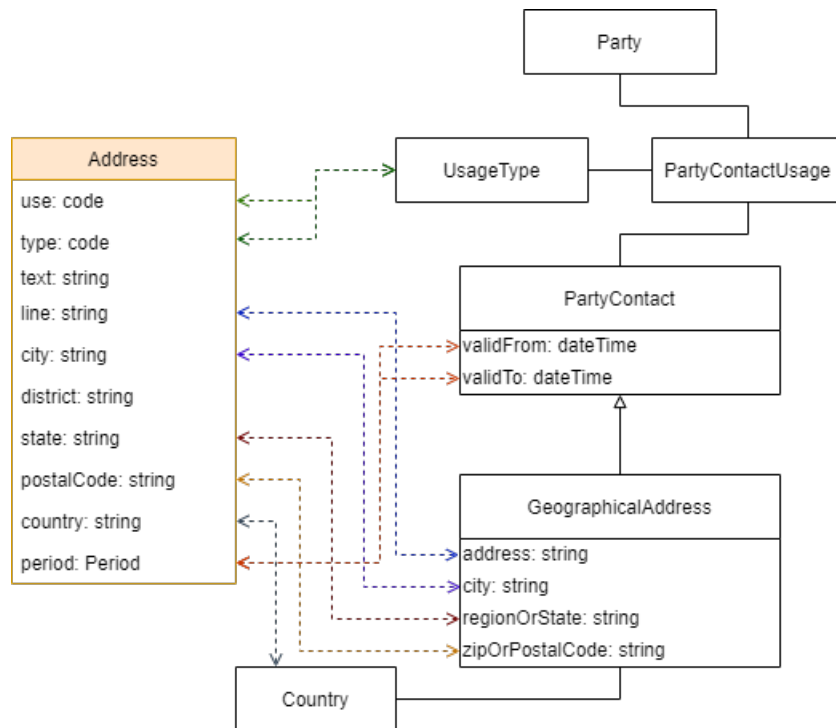 Party
Address
use: code
type: code
text: string
line: string
city: string
district: string
state: string
postalCode: string
country: string
period: Period
UsageType
PartyContactUsage
PartyContact
validFrom: dateTime
validTo: dateTime
GeographicalAddress
address: string
city: string
regionOrState: string
zipOrPostalCode: string
Country